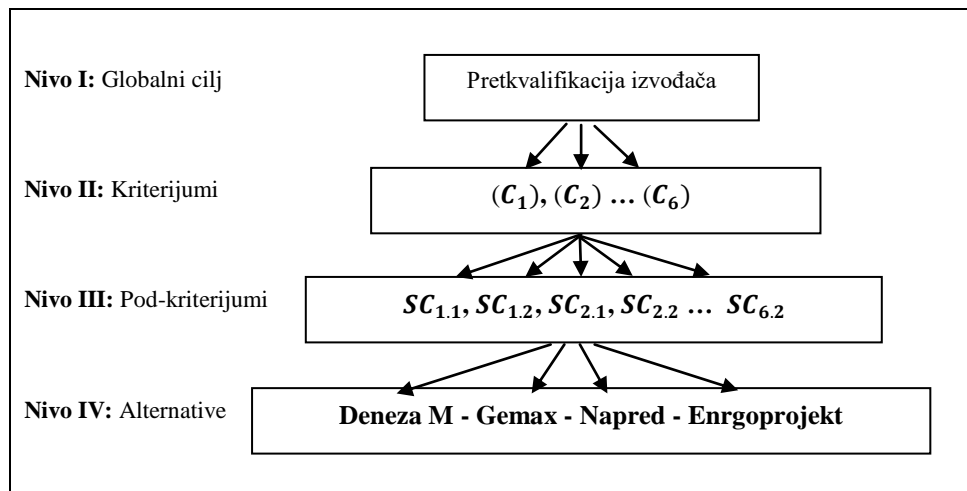 Nivo I: Globalni cilj
Pretkvalifikacija izvođača
Nivo II: Kriterijumi
(C₁), (C₂) … (C₆)
Nivo III: Pod-kriterijumi
SC₁.₁, SC₁.₂, SC₂.₁, SC₂.₂ … SC₆.₂
Nivo IV: Alternative
Deneza M - Gemax - Napred - Enrgoprojekt